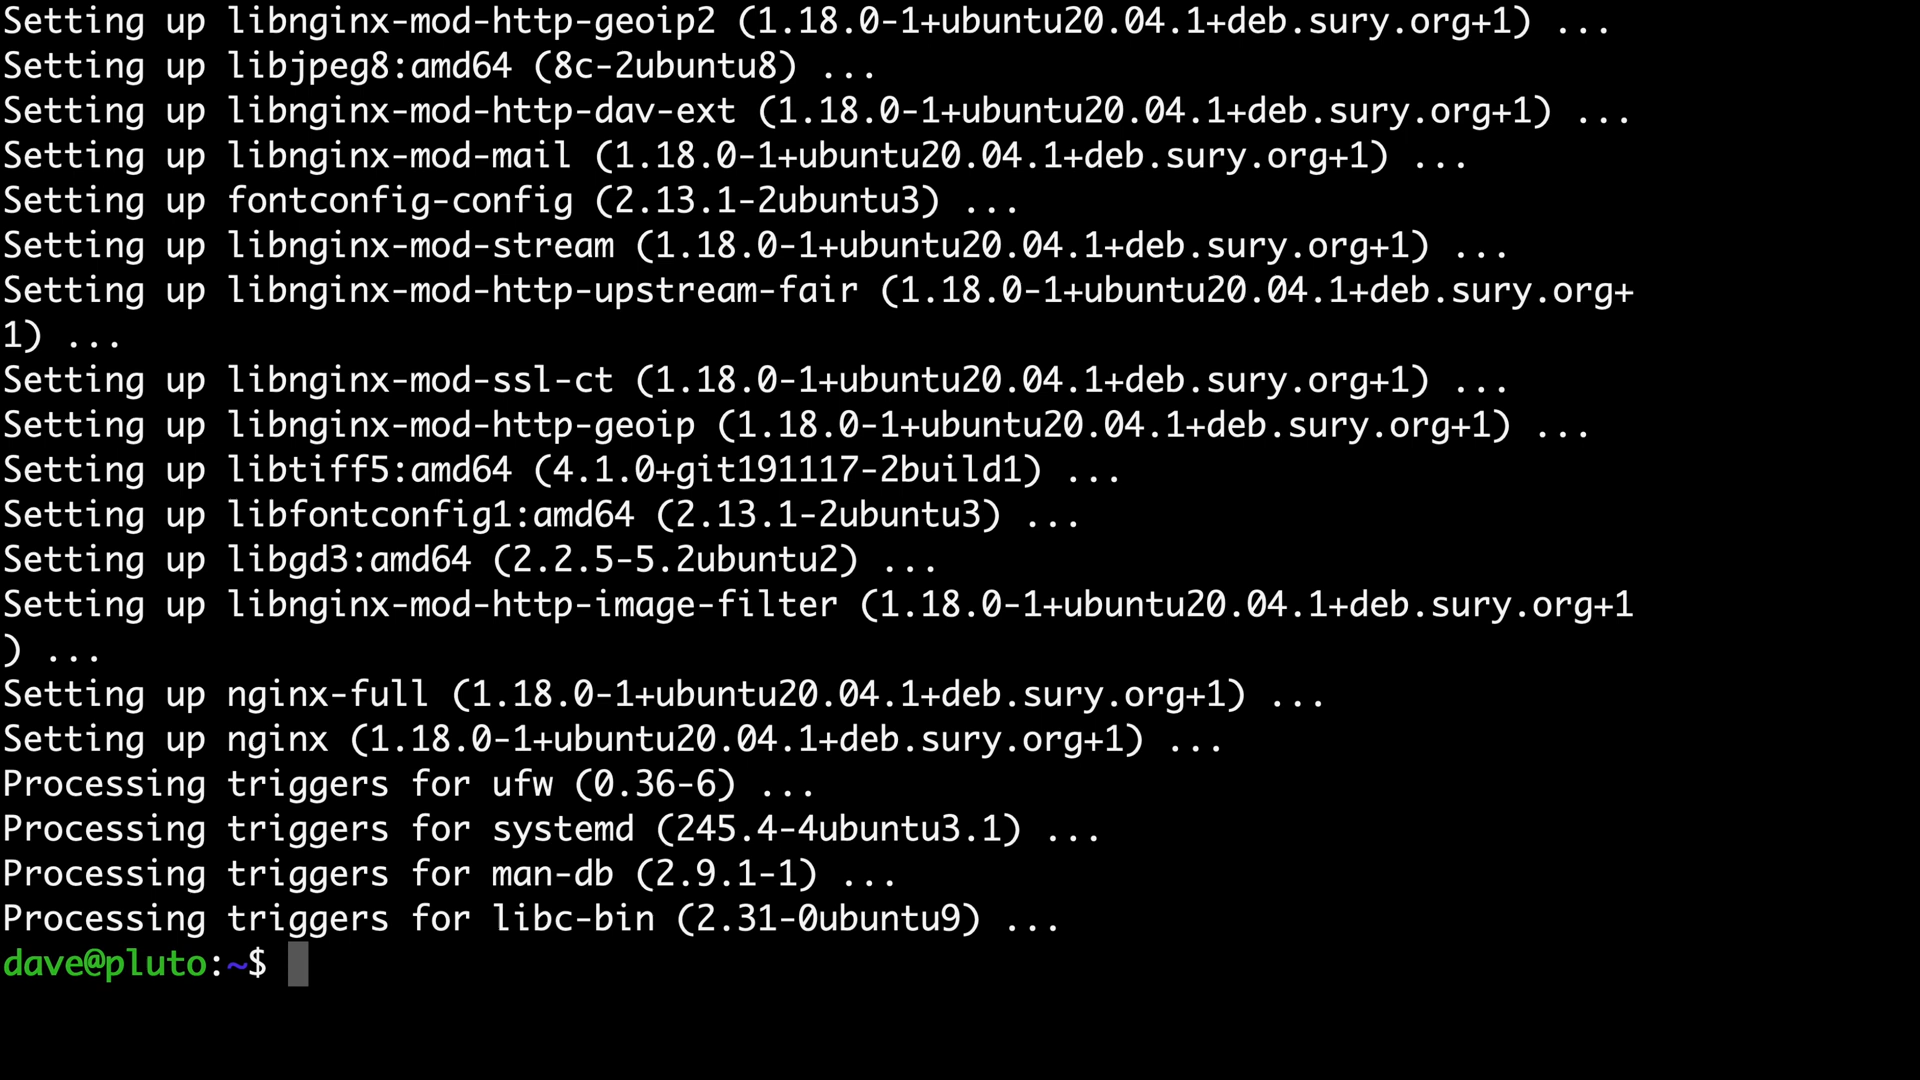 Setting up libnginx-mod-http-geoip2 (1.18.0-1+ubuntu20.04.1+deb.sury.org+1) ...
Setting up libjpeg8:amd64 (8c-2ubuntu8) ...
Setting up libnginx-mod-http-dav-ext (1.18.0-1+ubuntu20.04.1+deb.sury.org+1) ...
Setting up libnginx-mod-mail (1.18.0-1+ubuntu20.04.1+deb.sury.org+1) ...
Setting up fontconfig-config (2.13.1-2ubuntu3) ...
Setting up libnginx-mod-stream (1.18.0-1+ubuntu20.04.1+deb.sury.org+1) ...
Setting up libnginx-mod-http-upstream-fair (1.18.0-1+ubuntu20.04.1+deb.sury.org+
1) ...
Setting up libnginx-mod-ssl-ct (1.18.0-1+ubuntu20.04.1+deb.sury.org+1) ...
Setting up libnginx-mod-http-geoip (1.18.0-1+ubuntu20.04.1+deb.sury.org+1) ...
Setting up libtiff5:amd64 (4.1.0+git191117-2build1) ...
Setting up libfontconfig1:amd64 (2.13.1-2ubuntu3) ...
Setting up libgd3:amd64 (2.2.5-5.2ubuntu2) ...
Setting up libnginx-mod-http-image-filter (1.18.0-1+ubuntu20.04.1+deb.sury.org+1
) ...
Setting up nginx-full (1.18.0-1+ubuntu20.04.1+deb.sury.org+1) ...
Setting up nginx (1.18.0-1+ubuntu20.04.1+deb.sury.org+1) ...
Processing triggers for ufw (0.36-6) ...
Processing triggers for systemd (245.4-4ubuntu3.1) ...
Processing triggers for man-db (2.9.1-1) ...
Processing triggers for libc-bin (2.31-0ubuntu9) ...
dave@pluto:~$